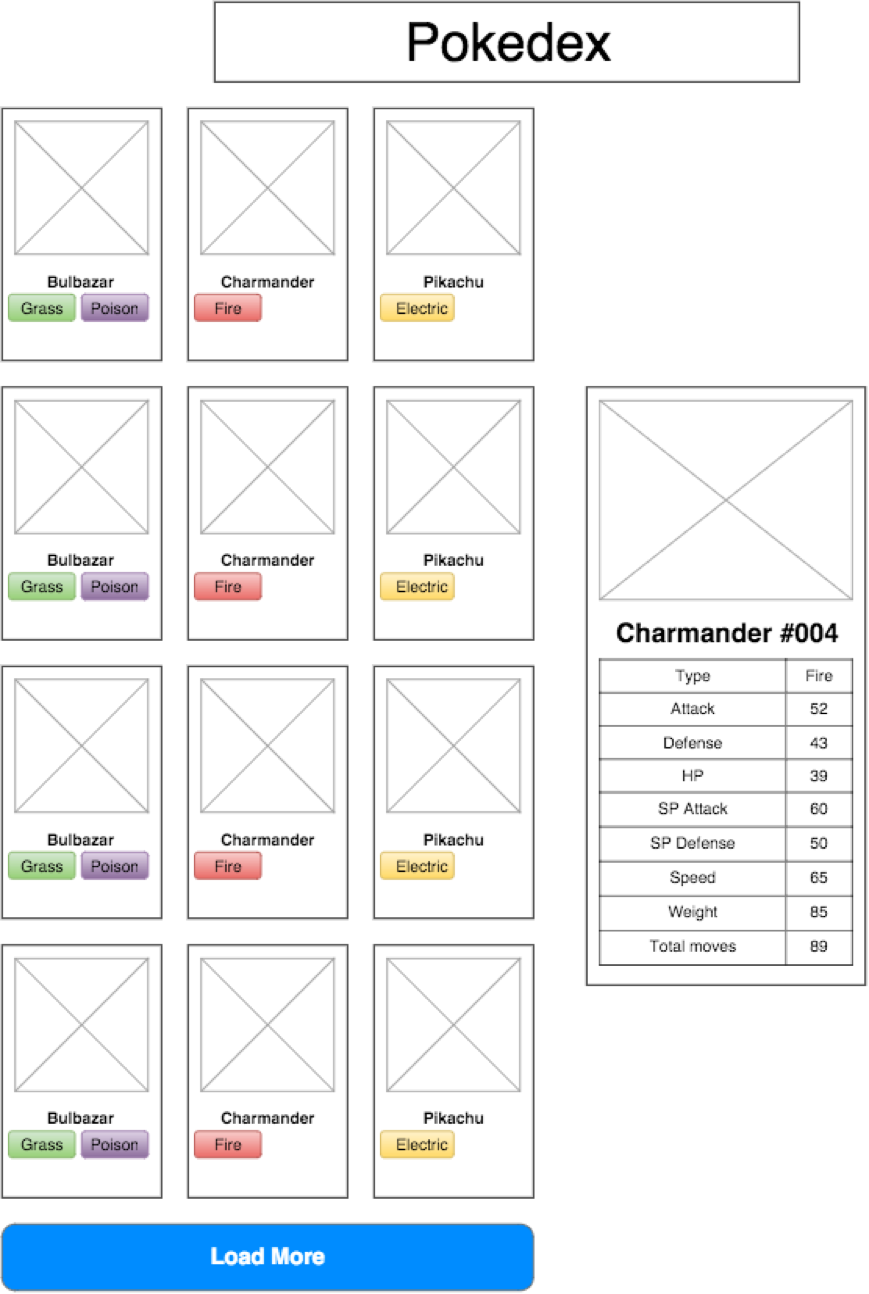 Pokedex
Bulbazar
Grass Poison
Charmander
Fire
Pikachu
Electric
Bulbazar
Grass Poison
Charmander
Fire
Pikachu
Electric
Bulbazar
Grass Poison
Charmander
Fire
Pikachu
Electric
Bulbazar
Grass Poison
Charmander
Fire
Pikachu
Electric
Load More
Charmander #004
Type Fire
Attack 52
Defense 43
HP 39
SP Attack 60
SP Defense 50
Speed 65
Weight 85
Total moves 89